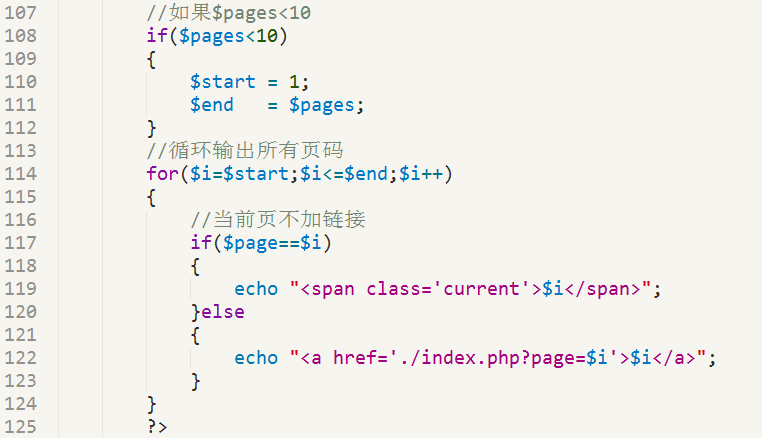 107 //如果$pages<10
108 if($pages<10)
109 {
110 $start = 1;
111 $end   = $pages;
112 }
113 //循环输出所有页码
114 for($i=$start;$i<=$end;$i++)
115 {
116 //当前页不加链接
117 if($page==$i)
118 {
119 echo "<span class='current'>$i</span>";
120 }else
121 {
122 echo "<a href='./index.php?page=$i'>$i</a>";
123 }
124 }
125 ?>